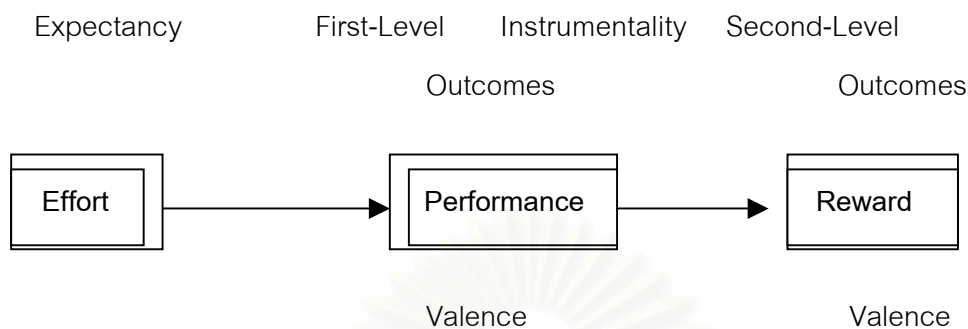 Expectancy First-Level Instrumentality Second-Level
Outcomes Outcomes
Effort Performance Reward
Valence Valence